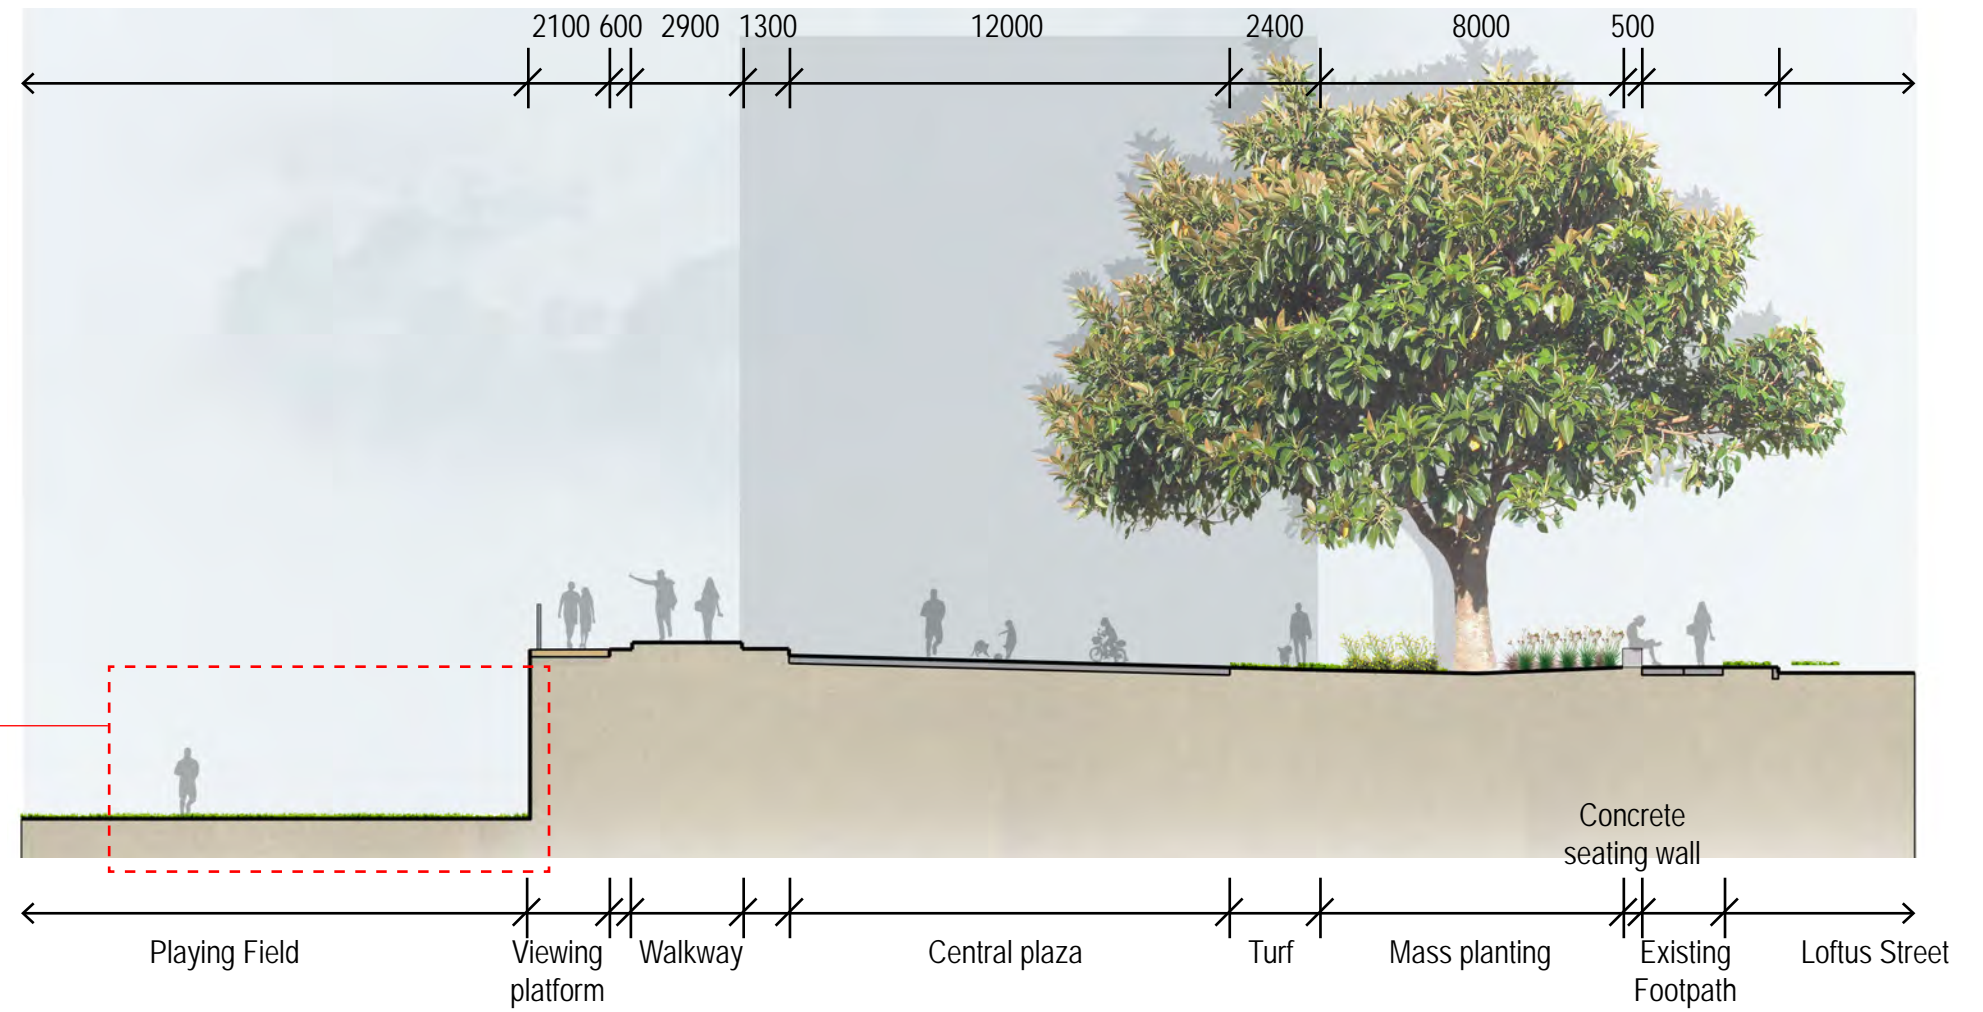 2100 600 2900 1300 12000 2400 8000 500
Concrete
seating wall
Playing Field Viewing Walkway Central plaza Turf Mass planting Existing Loftus Street
platform Footpath